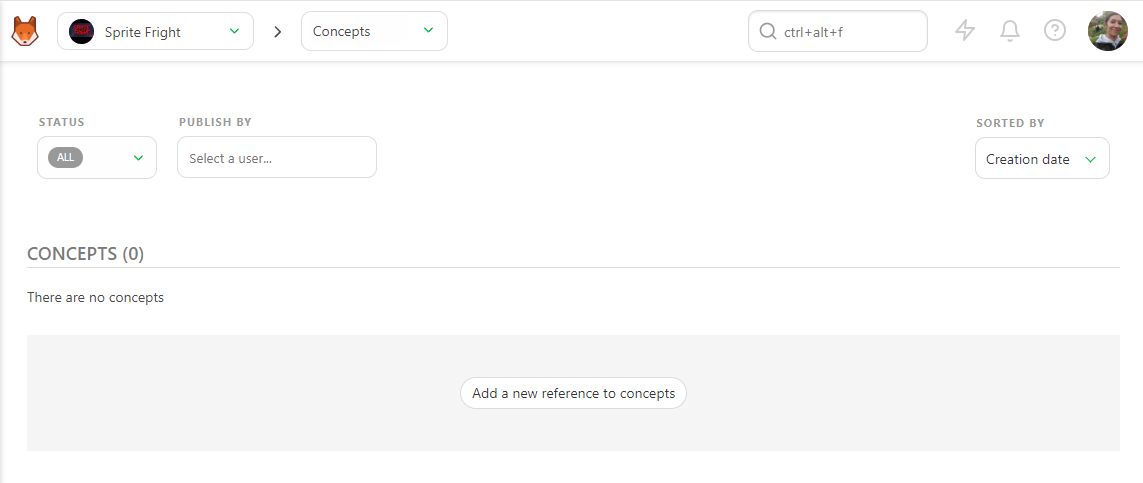 Sprite Fright
Concepts
ctrl+alt+f
STATUS
PUBLISH BY
SORTED BY
ALL
Select a user...
Creation date
CONCEPTS (0)
There are no concepts
Add a new reference to concepts